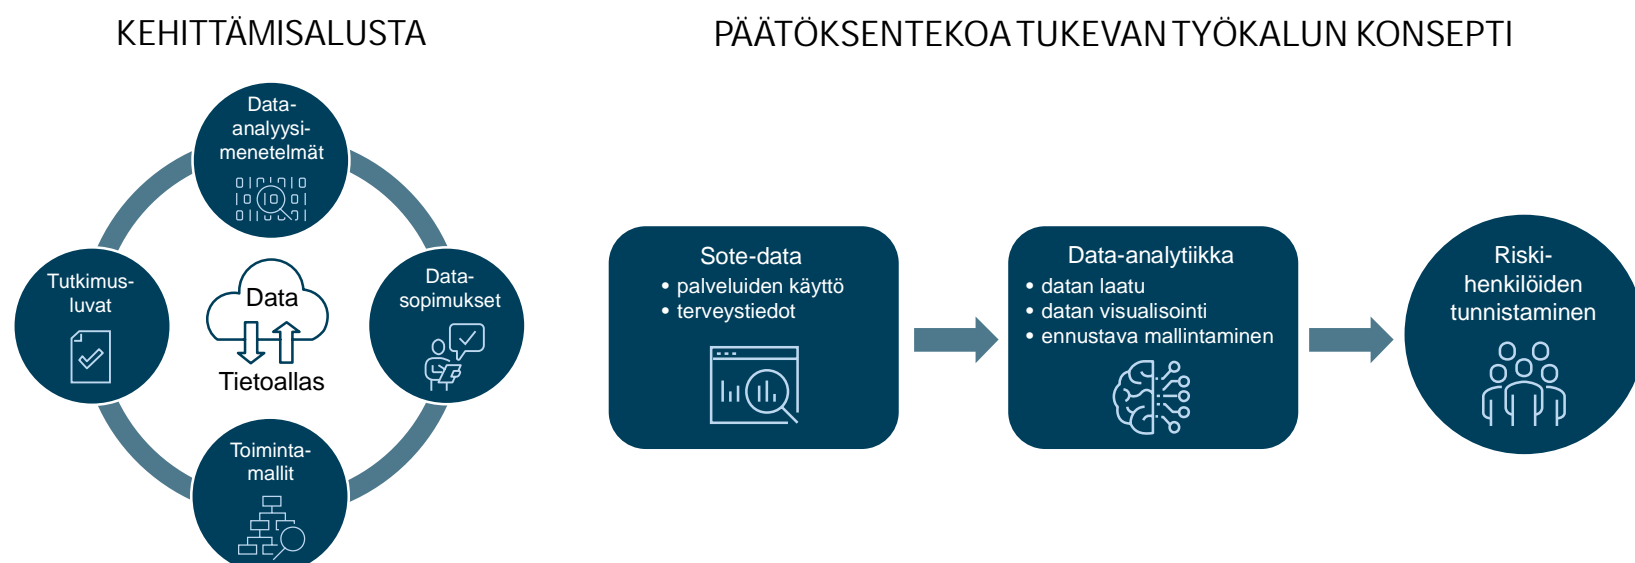 KEHITTÄMISALUSTA
Data-
analyysi-
menetelmät
Tutkimus-
luvat
Data
Tietoallas
Data-
sopimukset
Toiminta-
mallit
PÄÄTÖKSENTEKOA TUKEVAN TYÖKALUN KONSEPTI
Sote-data
• palveluiden käyttö
• terveystiedot
Data-analytiikka
• datan laatu
• datan visualisointi
• ennustava mallintaminen
Riski-
henkilöiden
tunnistaminen